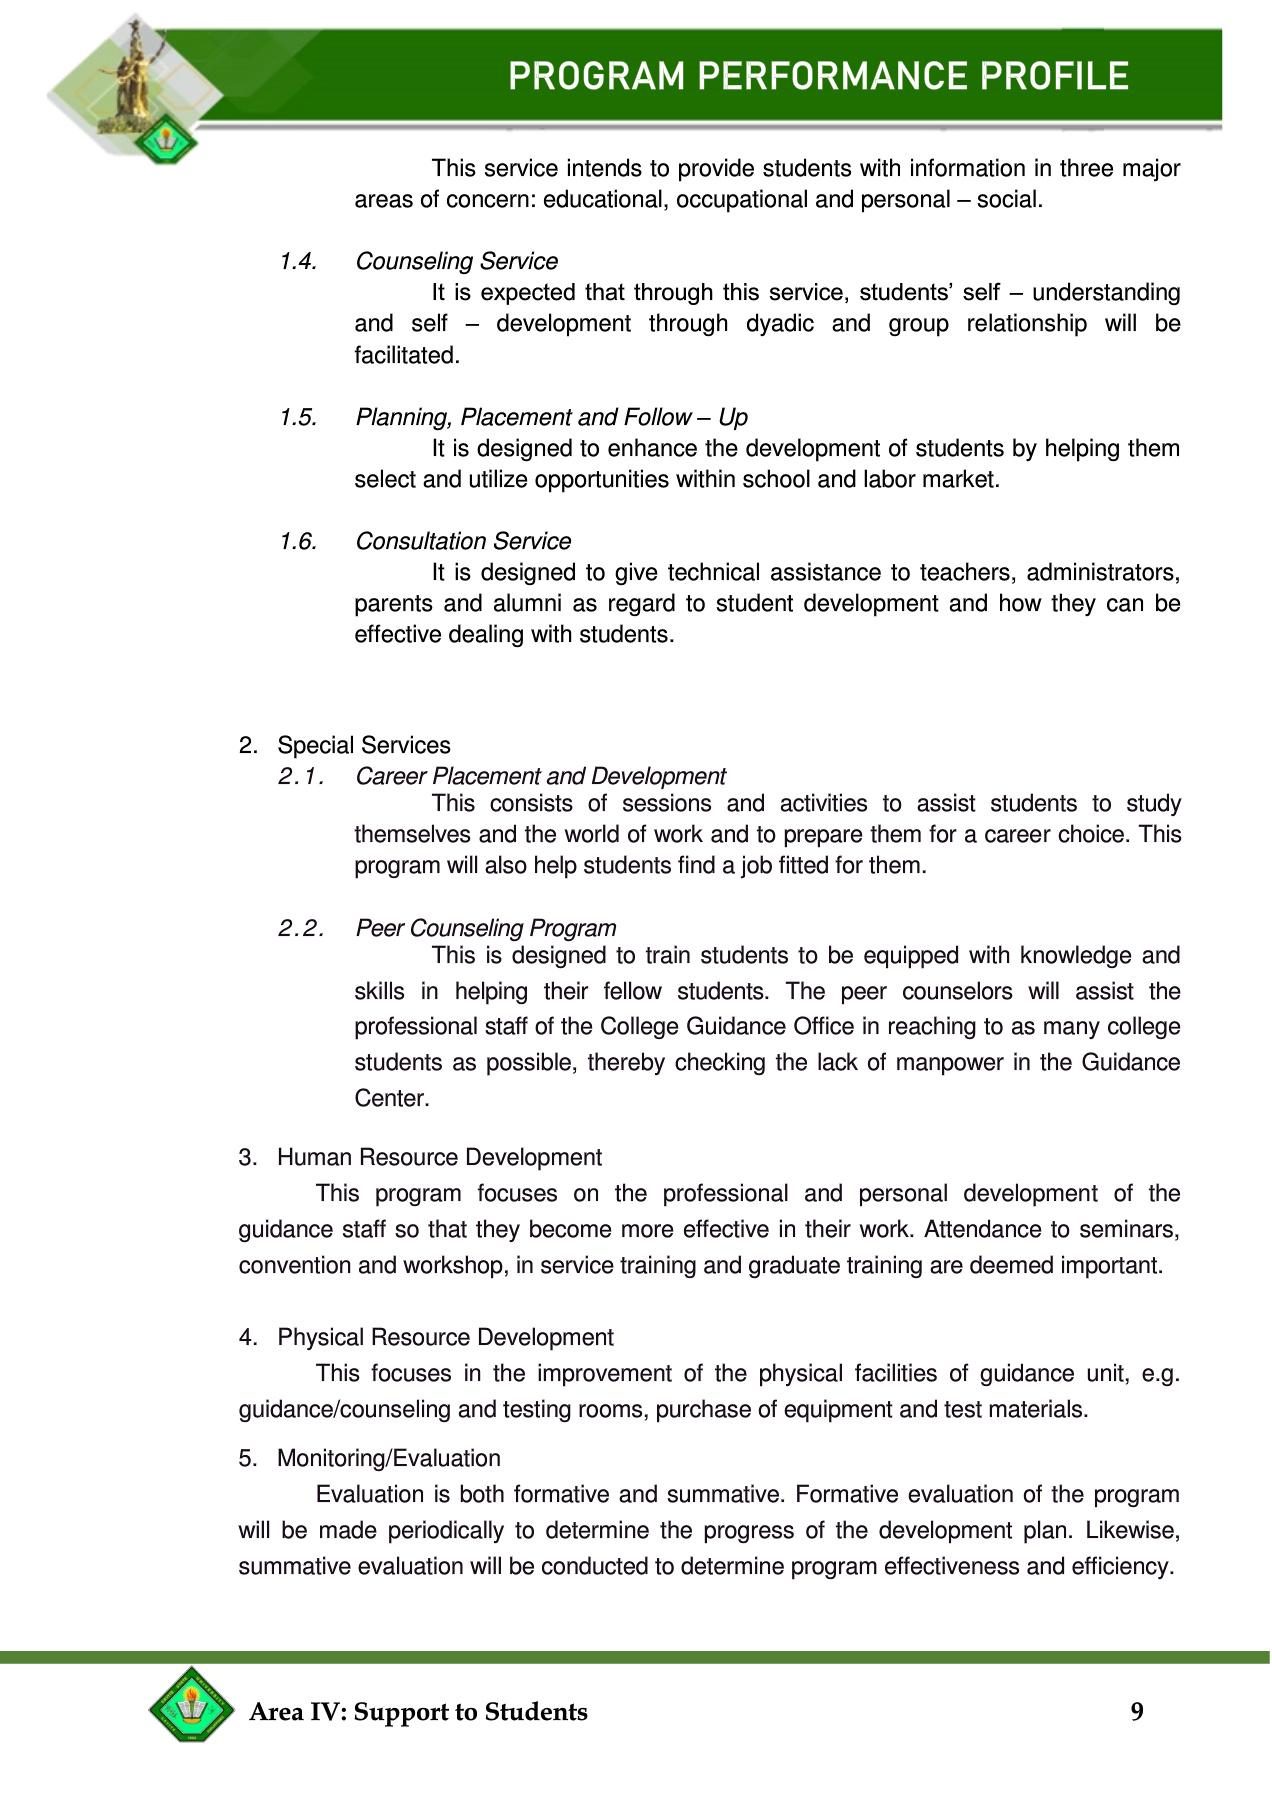 PROGRAM PERFORMANCE PROFILE
This service intends to provide students with information in three major
areas of concern: educational, occupational and personal – social.
1.4. Counseling Service
It is expected that through this service, students’ self – understanding
and self – development through dyadic and group relationship will be
facilitated.
1.5. Planning, Placement and Follow – Up
It is designed to enhance the development of students by helping them
select and utilize opportunities within school and labor market.
1.6. Consultation Service
It is designed to give technical assistance to teachers, administrators,
parents and alumni as regard to student development and how they can be
effective dealing with students.
2. Special Services
2.1. Career Placement and Development
This consists of sessions and activities to assist students to study
themselves and the world of work and to prepare them for a career choice. This
program will also help students find a job fitted for them.
2.2. Peer Counseling Program
This is designed to train students to be equipped with knowledge and
skills in helping their fellow students. The peer counselors will assist the
professional staff of the College Guidance Office in reaching to as many college
students as possible, thereby checking the lack of manpower in the Guidance
Center.
3. Human Resource Development
This program focuses on the professional and personal development of the
guidance staff so that they become more effective in their work. Attendance to seminars,
convention and workshop, in service training and graduate training are deemed important.
4. Physical Resource Development
This focuses in the improvement of the physical facilities of guidance unit, e.g.
guidance/counseling and testing rooms, purchase of equipment and test materials.
5. Monitoring/Evaluation
Evaluation is both formative and summative. Formative evaluation of the program
will be made periodically to determine the progress of the development plan. Likewise,
summative evaluation will be conducted to determine program effectiveness and efficiency.
Area IV: Support to Students 9